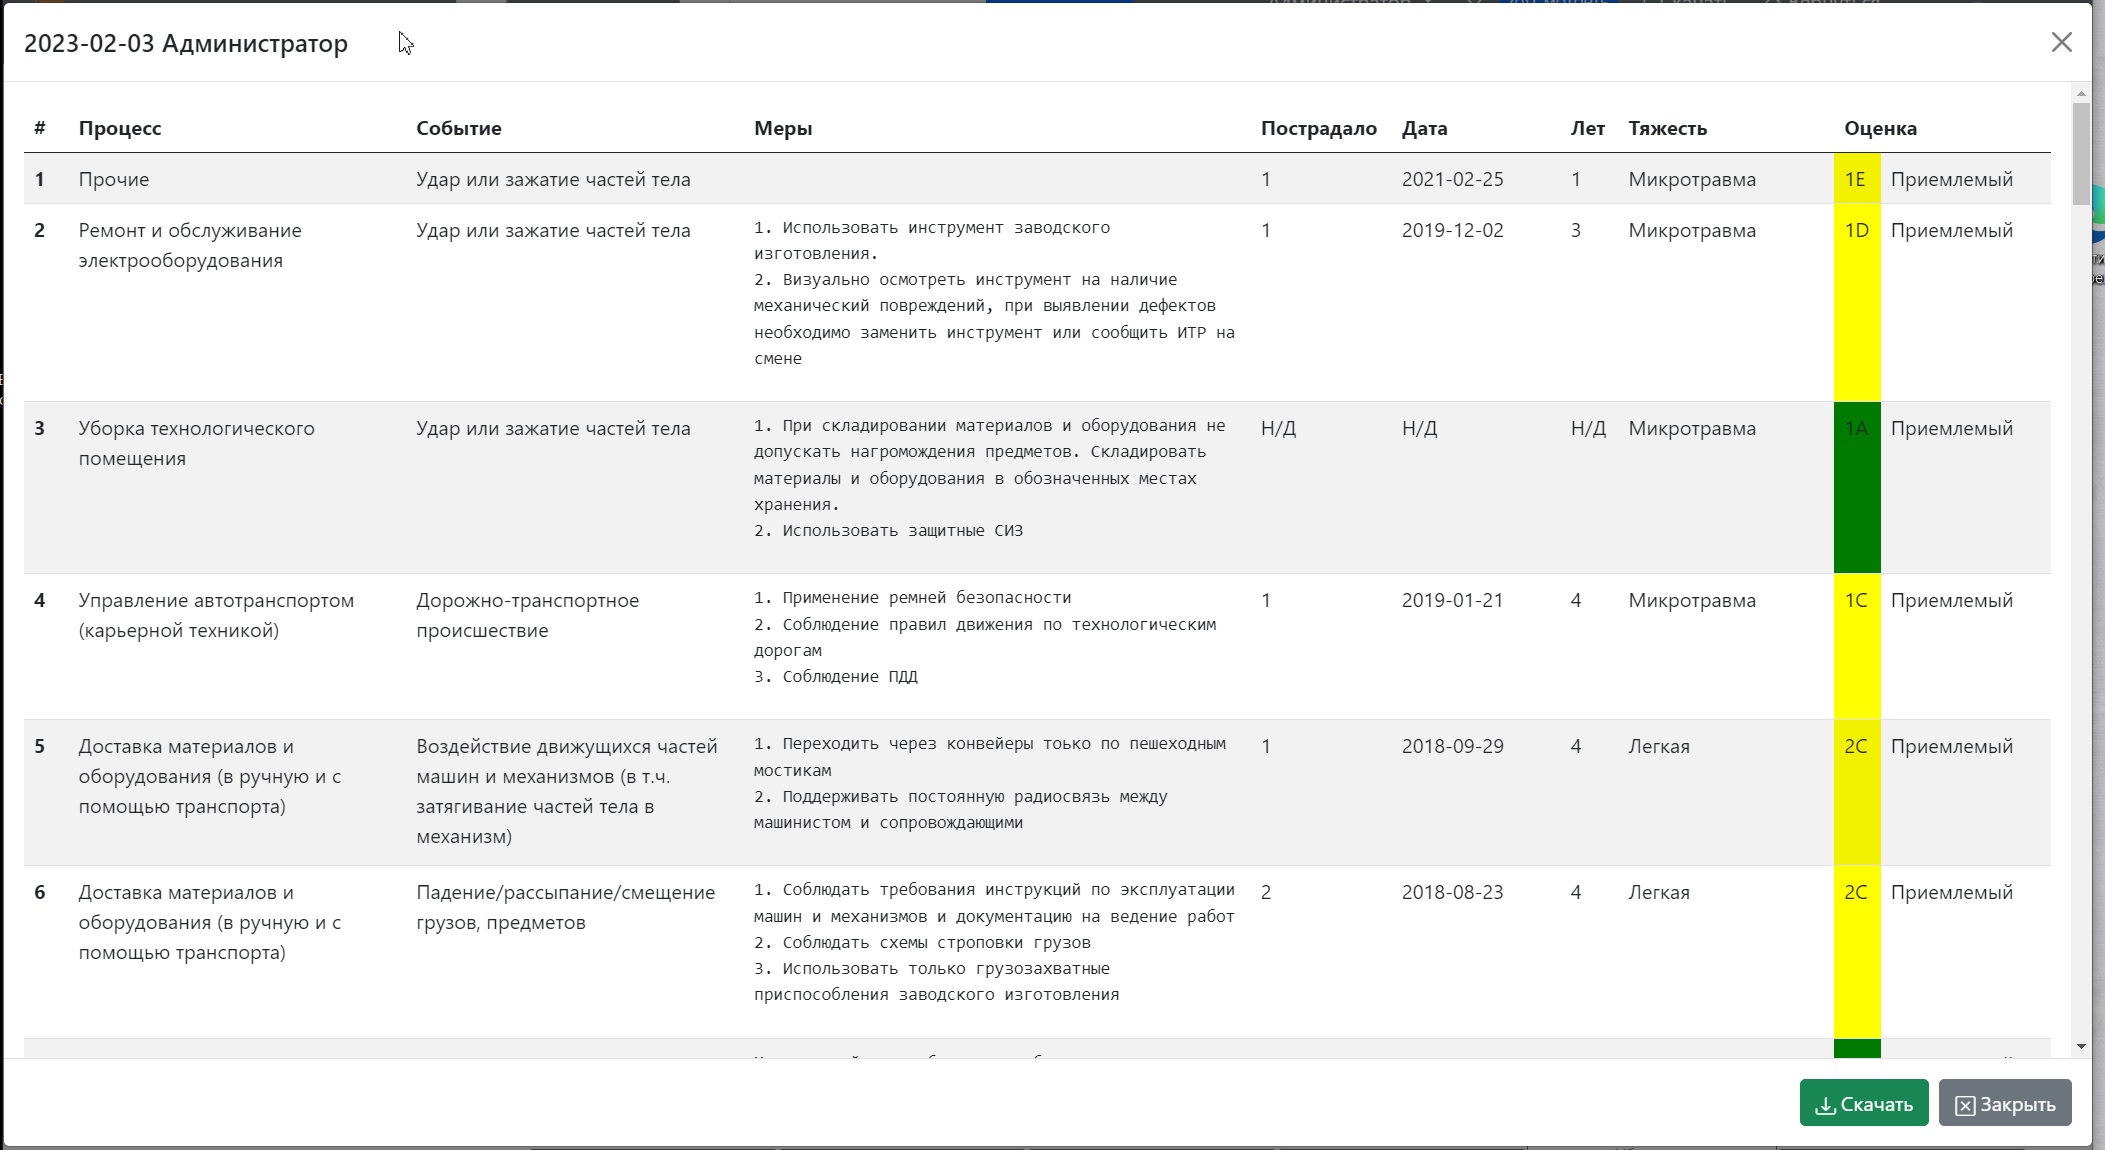 2023-02-03 Администратор
# Процесс Событие Меры Пострадало Дата Лет Тяжесть Оценка
1 Прочие Удар или зажатие частей тела 1 2021-02-25 1 Микротравма 1E Приемлемый
2 Ремонт и обслуживание электрооборудования Удар или зажатие частей тела
1. Использовать инструмент заводского
изготовления.
2. Визуально осмотреть инструмент на наличие
механический повреждений, при выявлении дефектов
необходимо заменить инструмент или сообщить ИТР на
смене
1 2019-12-02 3 Микротравма 1D Приемлемый
3 Уборка технологического
помещения
Удар или зажатие частей тела
1. При складировании материалов и оборудования не
допускать нагромождения предметов. Складировать
материалы и оборудования в обозначенных местах
хранения.
2. Использовать защитные СИЗ
Н/Д Н/Д Н/Д Микротравма 1A Приемлемый
4 Управление автотранспортом
(карьерной техникой)
Дорожно-транспортное
происшествие
1. Применение ремней безопасности
2. Соблюдение правил движения по технологическим
дорогам
3. Соблюдение ПДД
1 2019-01-21 4 Микротравма 1C Приемлемый
5 Доставка материалов и
оборудования (в ручную и с
помощью транспорта)
Воздействие движущихся частей
машин и механизмов (в т.ч.
затягивание частей тела в
механизм)
1. Переходить через конвейеры тоько по пешеходным
мостикам
2. Поддерживать постоянную радиосвязь между
машинистом и сопровождающими
1 2018-09-29 4 Легкая 2C Приемлемый
6 Доставка материалов и
оборудования (в ручную и с
помощью транспорта)
Падение/рассыпание/смещение
грузов, предметов
1. Соблюдать требования инструкций по эксплуатации
машин и механизмов и документацию на ведение работ
2. Соблюдать схемы строповки грузов
3. Использовать только грузозахватные
приспособления заводского изготовления
2 2018-08-23 4 Легкая 2C Приемлемый
Скачать Закрыть